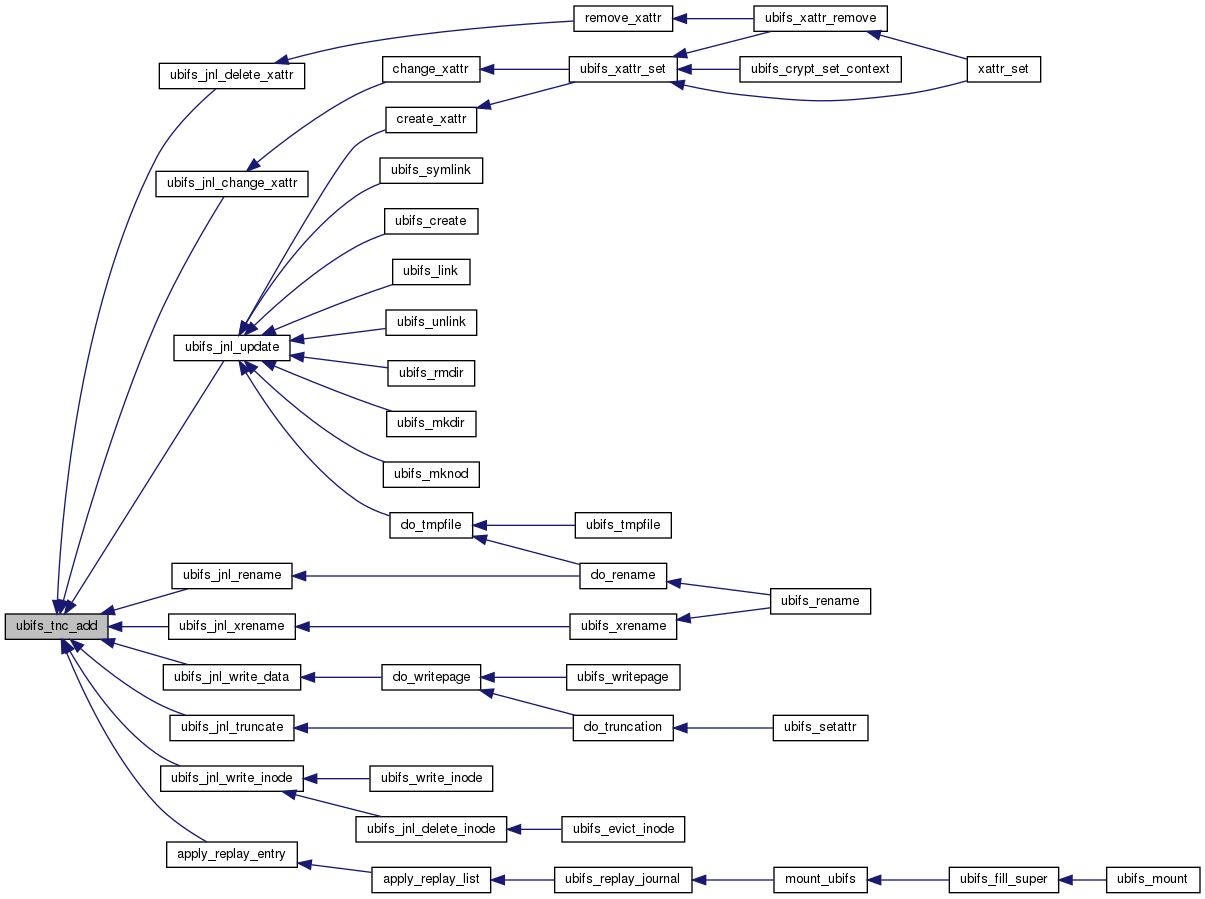 remove_xattr
ubifs_xattr_remove
ubifs_jnl_delete_xattr
change_xattr
ubifs_xattr_set
ubifs_crypt_set_context
xattr_set
create_xattr
ubifs_symlink
ubifs_jnl_change_xattr
ubifs_create
ubifs_link
ubifs_unlink
ubifs_jnl_update
ubifs_rmdir
ubifs_mkdir
ubifs_mknod
do_tmpfile
ubifs_tmpfile
ubifs_jnl_rename
do_rename
ubifs_rename
ubifs_tnc_add
ubifs_jnl_xrename
ubifs_xrename
ubifs_jnl_write_data
do_writepage
ubifs_writepage
ubifs_jnl_truncate
do_truncation
ubifs_setattr
ubifs_jnl_write_inode
ubifs_write_inode
ubifs_jnl_delete_inode
ubifs_evict_inode
apply_replay_entry
apply_replay_list
ubifs_replay_journal
mount_ubifs
ubifs_fill_super
ubifs_mount